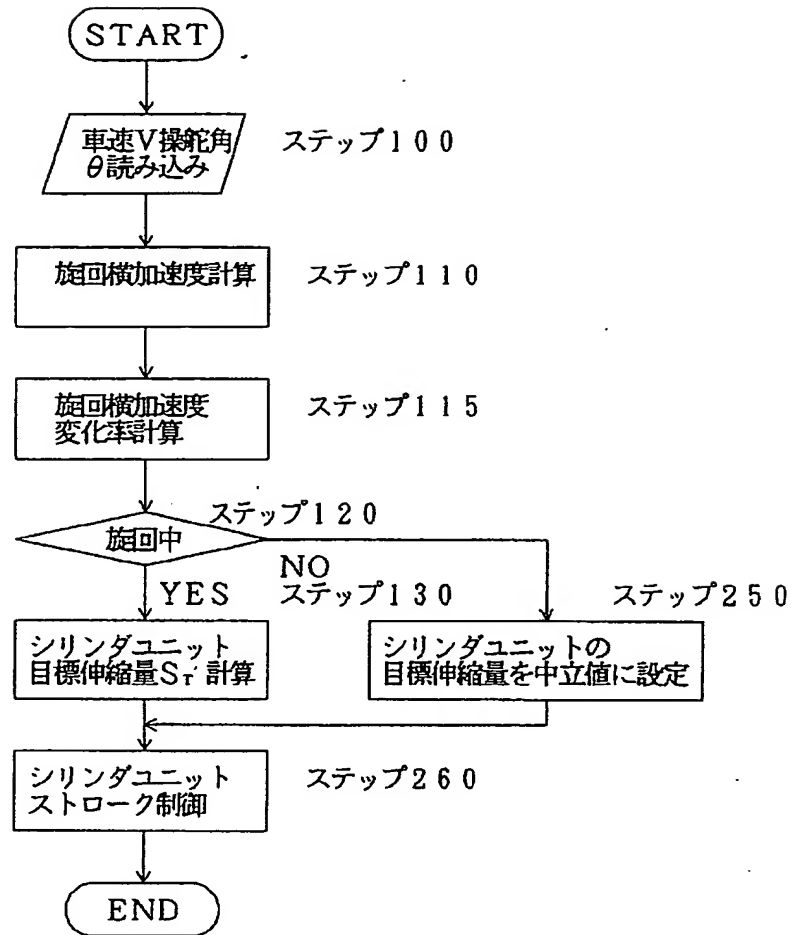 START
車速V操舵角
θ読み込み
ステップ100
旋回横加速度計算
ステップ110
旋回横加速度
変化率計算
ステップ115
ステップ120
旋回中
NO
YES
ステップ130
ステップ250
シリンダユニット
目標伸縮量Sт' 計算
シリンダユニットの
目標伸縮量を中立値に設定
シリンダユニット
ストローク制御
ステップ260
END